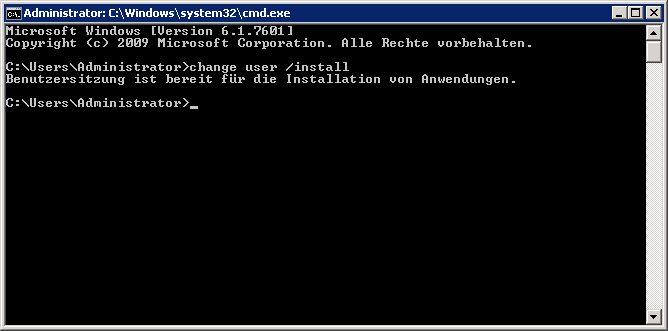 Administrator: C:\Windows\system32\cmd.exe
Microsoft Windows [Version 6.1.7601]
Copyright (c) 2009 Microsoft Corporation. Alle Rechte vorbehalten.
C:\Users\Administrator>change user /install
Benutzersitzung ist bereit für die Installation von Anwendungen.
C:\Users\Administrator>_